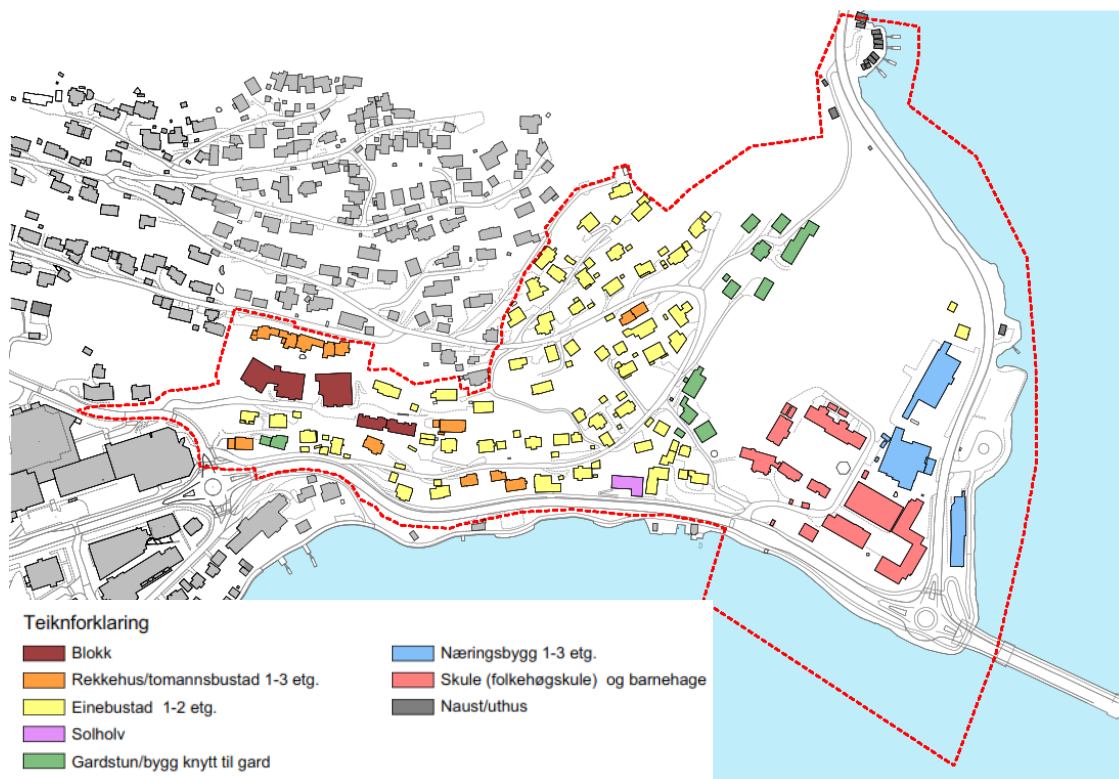 Teiknforklaring
Blokk
Rekkehus/tomannsbustad 1-3 etg.
Einebustad 1-2 etg.
Solholv
Gardstun/bygg knytt til gard
Næringsbygg 1-3 etg.
Skule (folkehøgskule) og barnehage
Naust/uthus